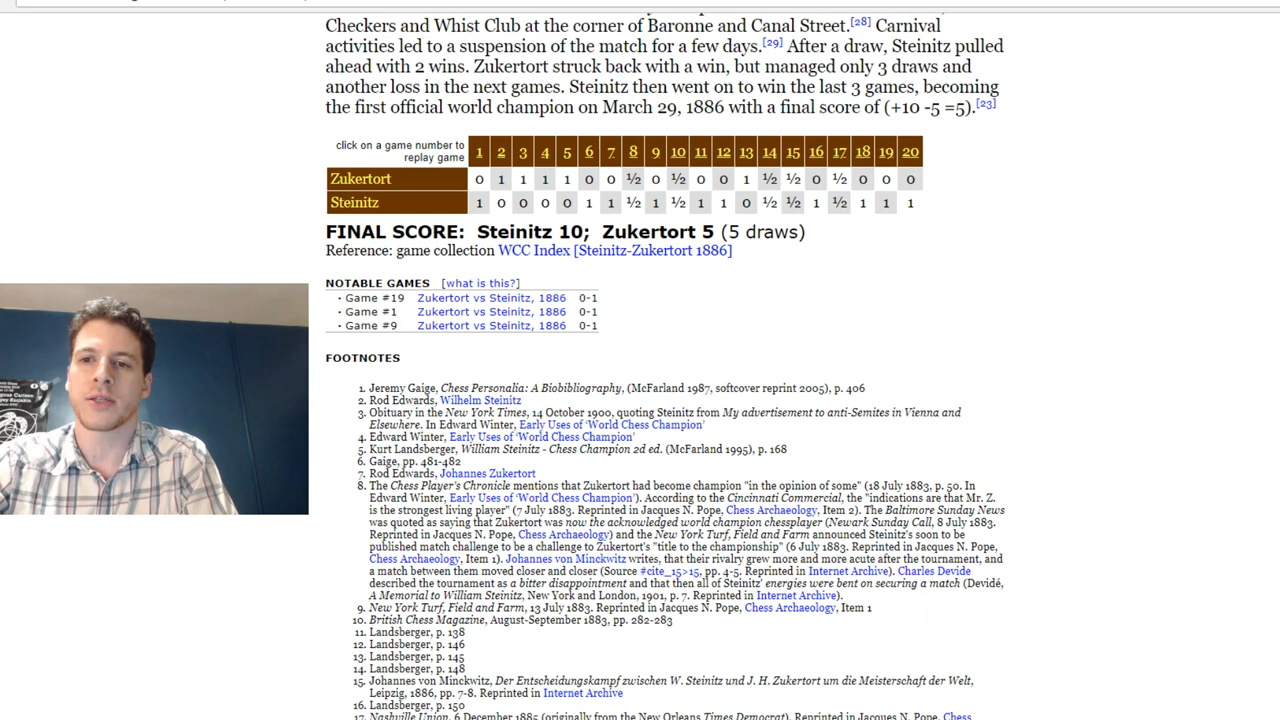 Checkers and Whist Club at the corner of Baronne and Canal Street.[28] Carnival
activities led to a suspension of the match for a few days.[29] After a draw, Steinitz pulled
ahead with 2 wins. Zukertort struck back with a win, but managed only 3 draws and
another loss in the next games. Steinitz then went on to win the last 3 games, becoming
the first official world champion on March 29, 1886 with a final score of (+10 -5 =5).[23]
click on a game number to
replay game
1 2 3 4 5 6 7 8 9 10 11 12 13 14 15 16 17 18 19 20
Zukertort 0 1 1 1 1 0 0 ½ 0 ½ 0 0 1 ½ ½ 0 ½ 0 0 0
Steinitz 1 0 0 0 0 1 1 ½ 1 ½ 1 1 0 ½ ½ 1 ½ 1 1 1
FINAL SCORE: Steinitz 10; Zukertort 5 (5 draws)
Reference: game collection WCC Index [Steinitz-Zukertort 1886]
NOTABLE GAMES [what is this?]
· Game #19 Zukertort vs Steinitz, 1886 0-1
· Game #1 Zukertort vs Steinitz, 1886 0-1
· Game #9 Zukertort vs Steinitz, 1886 0-1
FOOTNOTES
1. Jeremy Gaige, Chess Personalia: A Biobibliography, (McFarland 1987, softcover reprint 2005), p. 406
2. Rod Edwards, Wilhelm Steinitz
3. Obituary in the New York Times, 14 October 1900, quoting Steinitz from My advertisement to anti-Semites in Vienna and
Elsewhere. In Edward Winter, Early Uses of 'World Chess Champion'
4. Edward Winter, Early Uses of 'World Chess Champion'
5. Kurt Landsberger, William Steinitz - Chess Champion 2d ed. (McFarland 1995), p. 168
6. Gaige, pp. 481-482
7. Rod Edwards, Johannes Zukertort
8. The Chess Player's Chronicle mentions that Zukertort had become champion "in the opinion of some" (18 July 1883, p. 50. In
Edward Winter, Early Uses of 'World Chess Champion'). According to the Cincinnati Commercial, the "indications are that Mr. Z.
is the strongest living player" (7 July 1883. Reprinted in Jacques N. Pope, Chess Archaeology, Item 2). The Baltimore Sunday News
was quoted as saying that Zukertort was now the acknowledged world champion chessplayer (Newark Sunday Call, 8 July 1883.
Reprinted in Jacques N. Pope, Chess Archaeology) and the New York Turf, Field and Farm announced Steinitz's soon to be
published match challenge to be a challenge to Zukertort's "title to the championship" (6 July 1883. Reprinted in Jacques N. Pope,
Chess Archaeology, Item 1). Johannes von Minckwitz writes, that their rivalry grew more and more acute after the tournament, and
a match between them moved closer and closer (Source #cite_15>15, pp. 4-5. Reprinted in Internet Archive). Charles Devide
described the tournament as a bitter disappointment and that then all of Steinitz' energies were bent on securing a match (Devidé,
A Memorial to William Steinitz, New York and London, 1901, p. 7. Reprinted in Internet Archive).
9. New York Turf, Field and Farm, 13 July 1883. Reprinted in Jacques N. Pope, Chess Archaeology, Item 1
10. British Chess Magazine, August-September 1883, pp. 282-283
11. Landsberger, p. 138
12. Landsberger, p. 146
13. Landsberger, p. 145
14. Landsberger, p. 148
15. Johannes von Minckwitz, Der Entscheidungskampf zwischen W. Steinitz und J. H. Zukertort um die Meisterschaft der Welt,
Leipzig, 1886, pp. 7-8. Reprinted in Internet Archive
16. Landsberger, p. 150
17. Nashville Union, 6 December 1885 (originally from the New Orleans Times Democrat). Reprinted in Jacques N. Pope, Chess